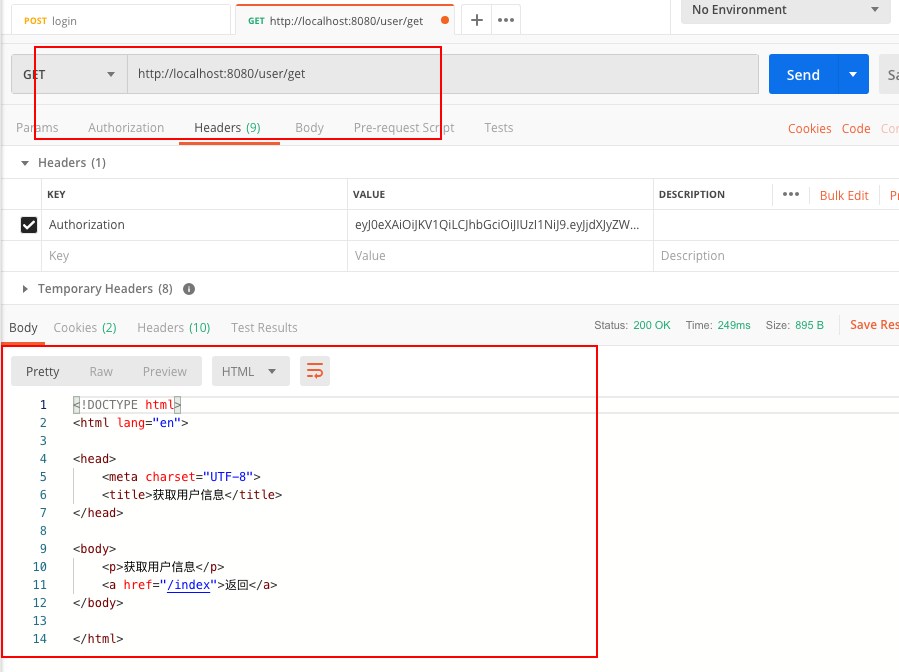 POST login GET http://localhost:8080/user/get No Environment
GET http://localhost:8080/user/get Send Sa
Params Authorization Headers (9) Body Pre-request Script Tests Cookies Code Con
Headers (1)
KEY VALUE DESCRIPTION Bulk Edit Pr
Authorization eyJ0eXAiOiJKV1QiLCJhbGciOiJIUzI1NiJ9.eyJjdXJyZW...
Key Value Description
Temporary Headers (8)
Body Cookies (2) Headers (10) Test Results Status: 200 OK Time: 249ms Size: 895 B Save Res
Pretty Raw Preview HTML
1 <!DOCTYPE html>
2 <html lang="en">
3
4 <head>
5 <meta charset="UTF-8">
6 <title>获取用户信息</title>
7 </head>
8
9 <body>
10 <p>获取用户信息</p>
11 <a href="/index">返回</a>
12 </body>
13
14 </html>